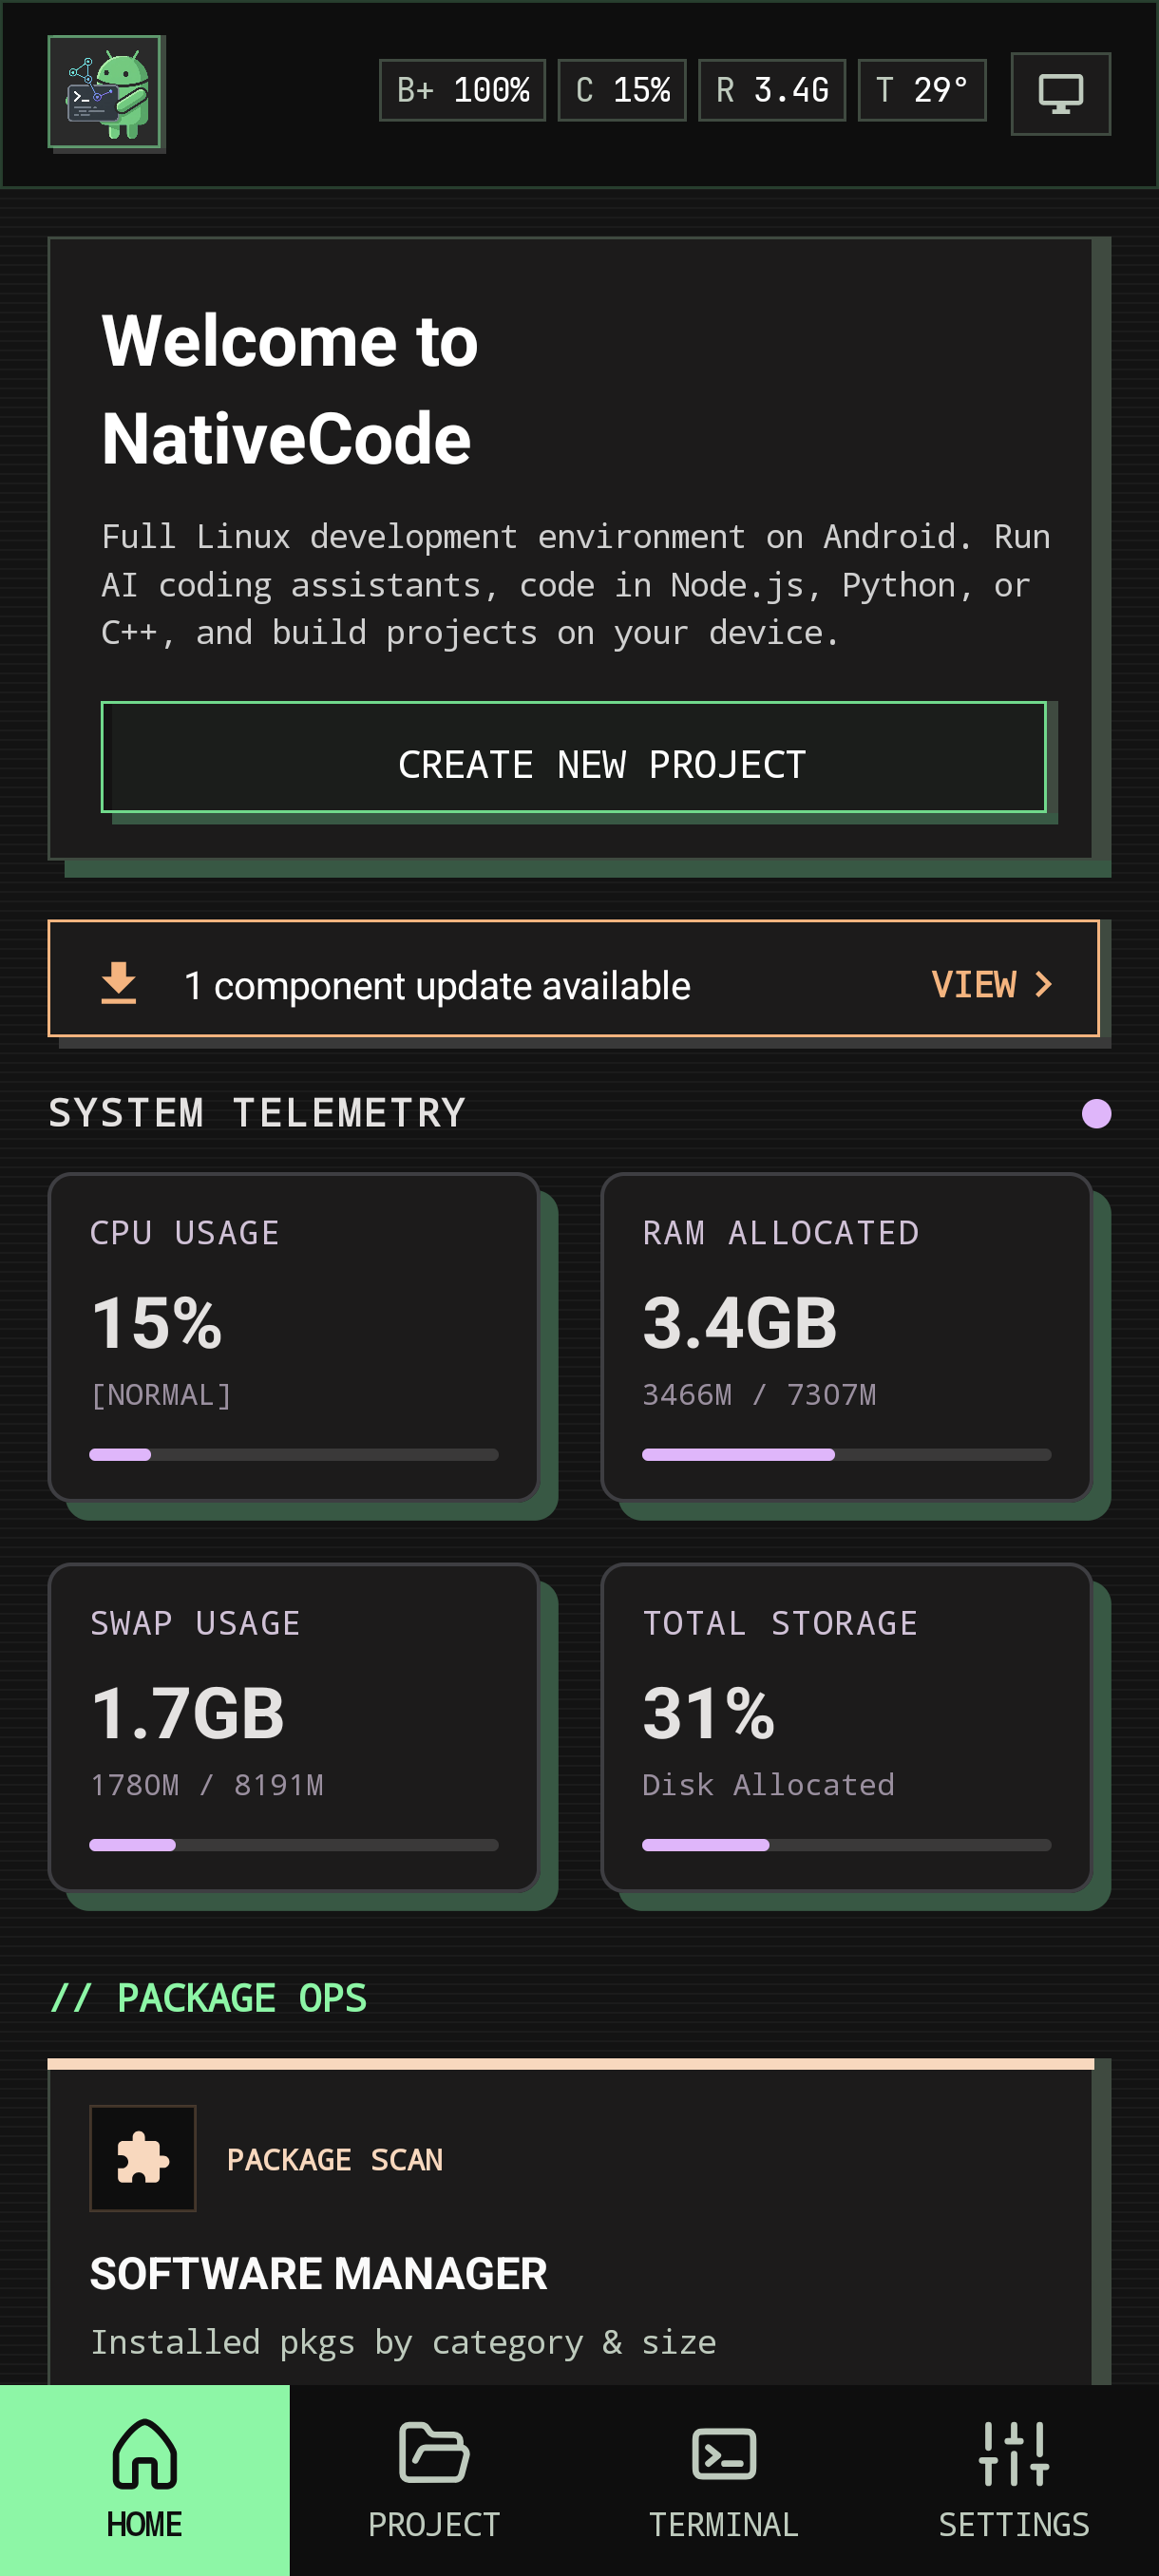 B+ 100% C 15% R 3.4G T 29°
Welcome to
NativeCode
Full Linux development environment on Android. Run
AI coding assistants, code in Node.js, Python, or
C++, and build projects on your device.
CREATE NEW PROJECT
1 component update available VIEW
SYSTEM TELEMETRY
CPU USAGE
15%
[NORMAL]
RAM ALLOCATED
3.4GB
3466M / 7307M
SWAP USAGE
1.7GB
1780M / 8191M
TOTAL STORAGE
31%
Disk Allocated
// PACKAGE OPS
PACKAGE SCAN
SOFTWARE MANAGER
Installed pkgs by category & size
HOME PROJECT TERMINAL SETTINGS